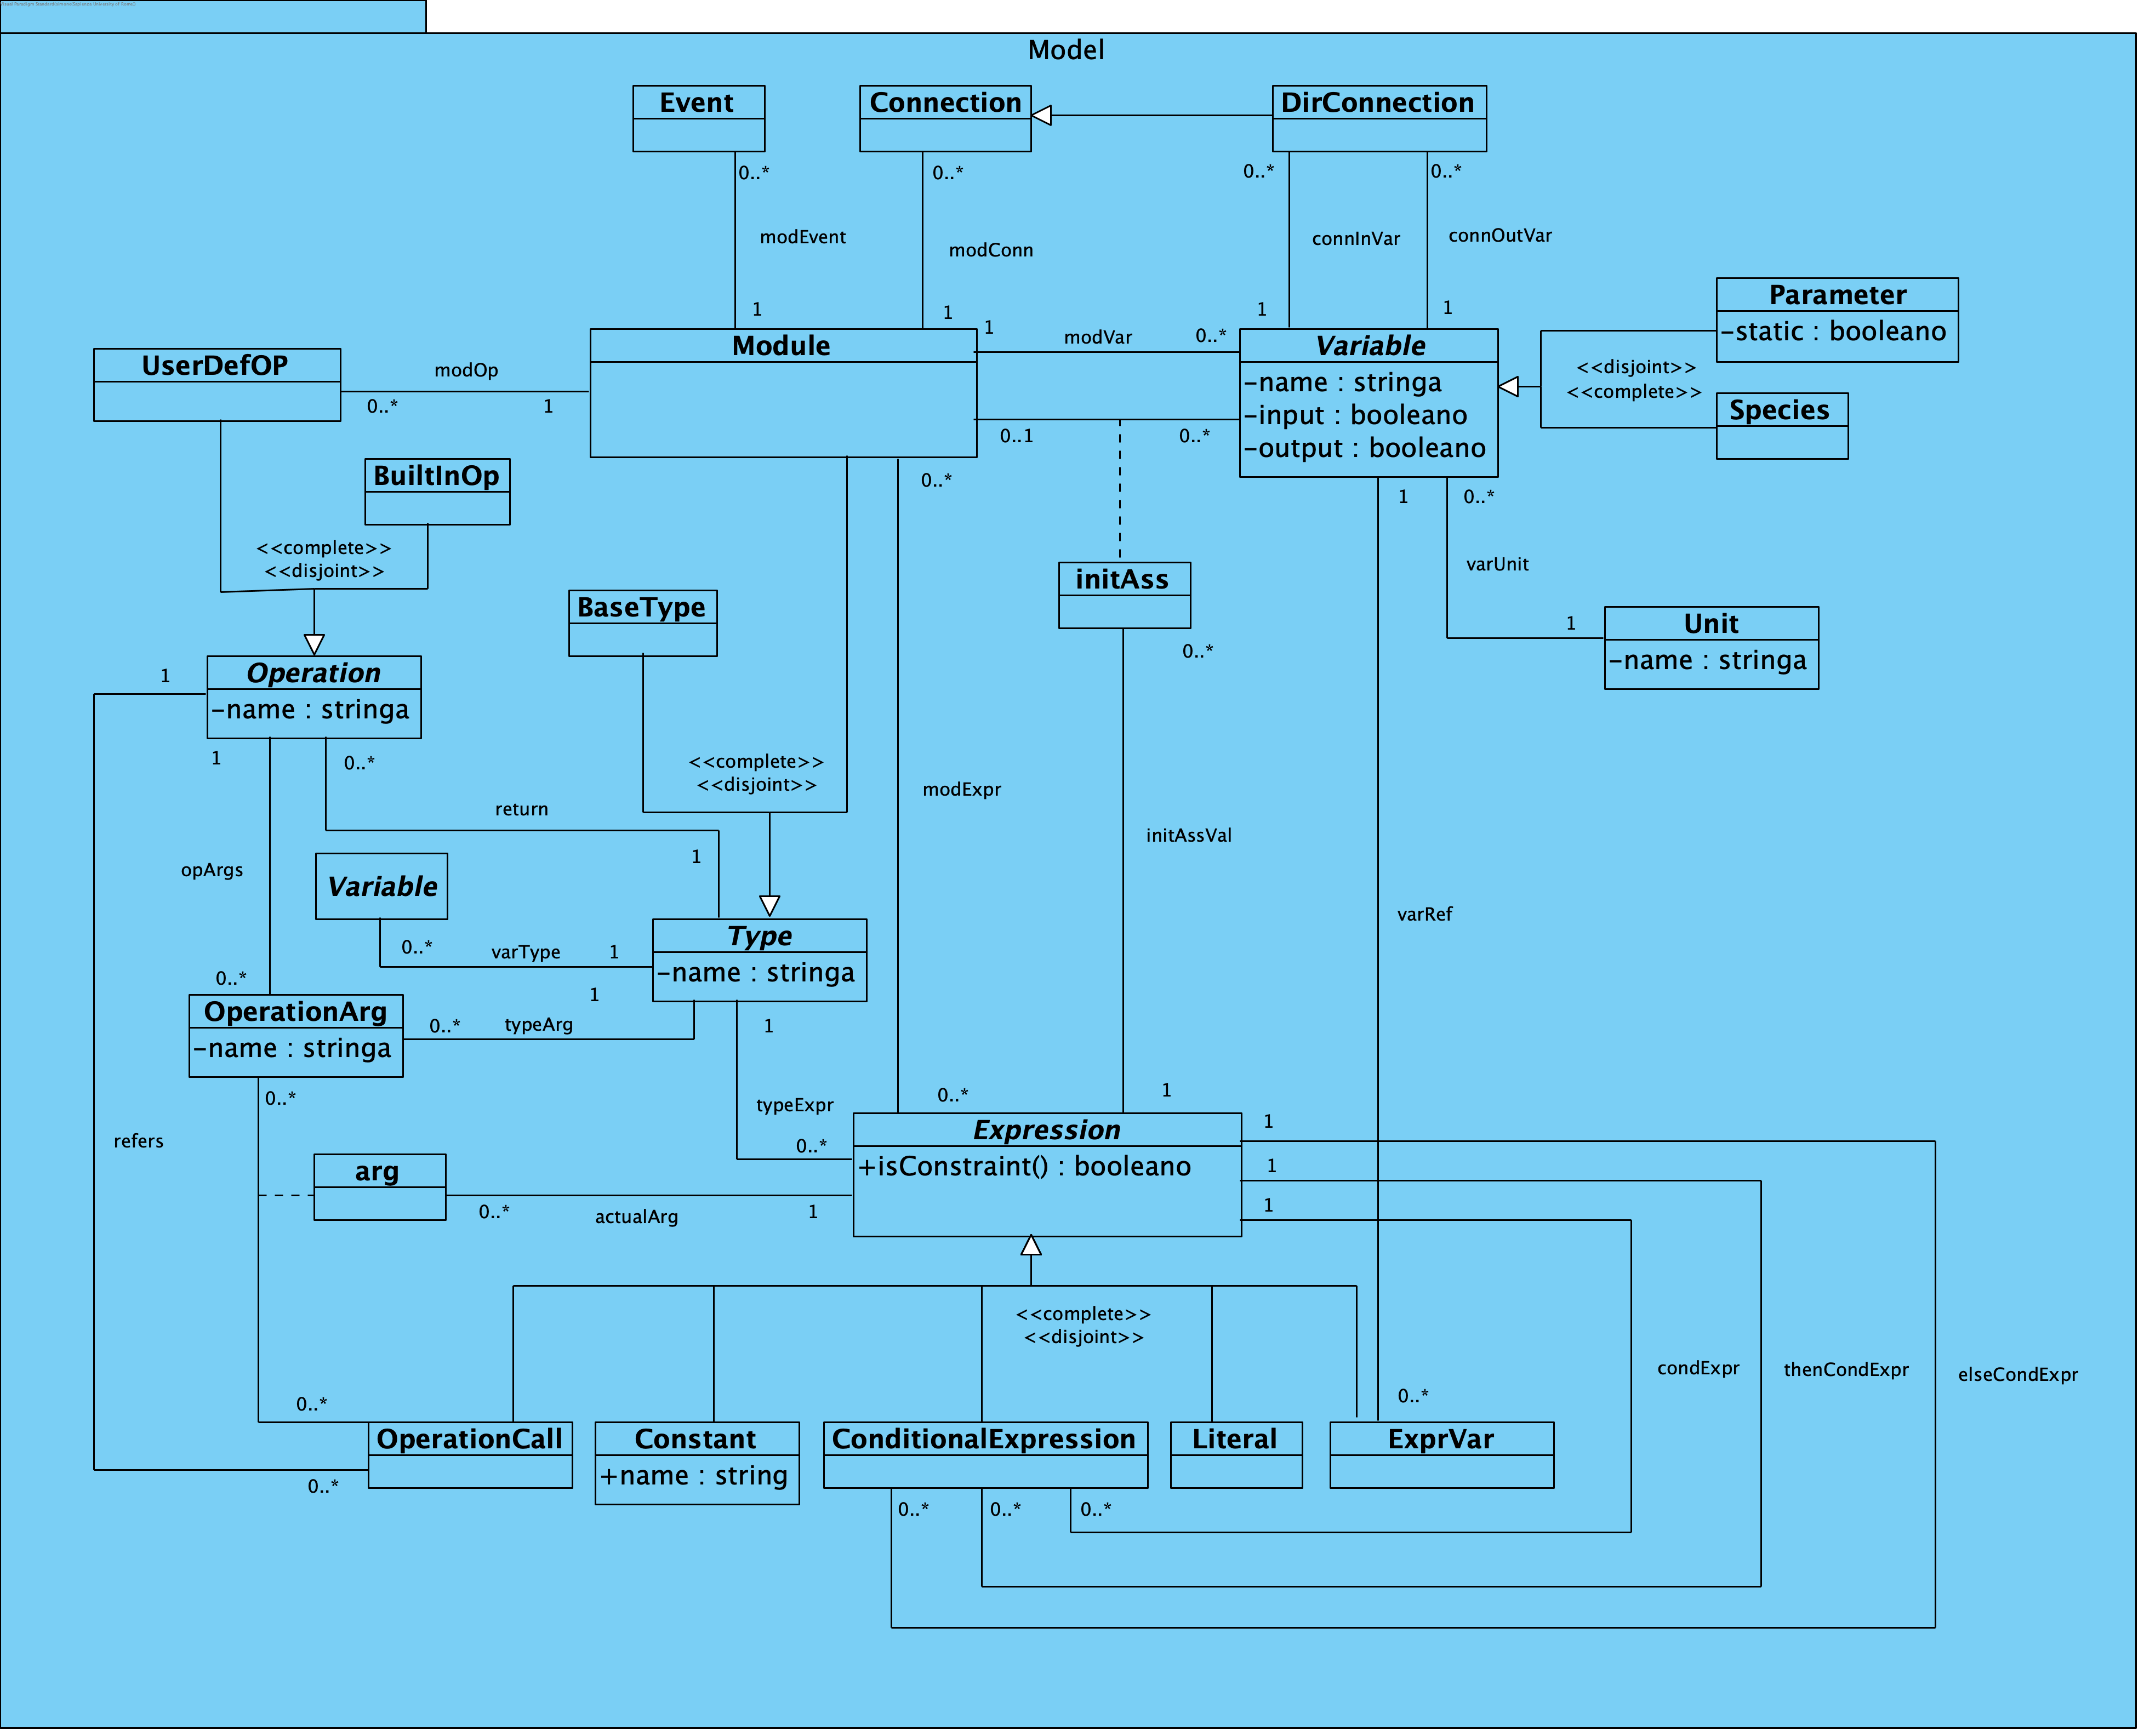 Model
Event
Connection
DirConnection
0..*
0..*
0..*
0..*
modEvent
modConn
connInVar
connOutVar
1
1
1
1
Parameter
-static : booleano
<<disjoint>>
<<complete>>
Species
UserDefOP
modOp
0..*
1
Module
1
modVar
0..*
0..1
0..*
Variable
-name : stringa
-input : booleano
-output : booleano
BuiltInOp
<<complete>>
<<disjoint>>
0..*
1
0..*
varUnit
initAss
0..*
BaseType
1
Unit
-name : stringa
1
Operation
-name : stringa
1
0..*
<<complete>>
<<disjoint>>
modExpr
return
initAssVal
1
opArgs
Variable
0..*
varType
1
Type
-name : stringa
varRef
0..*
1
OperationArg
-name : stringa
0..*
typeArg
1
0..*
typeExpr
0..*
0..*
1
refers
Expression
+isConstraint() : booleano
1
1
1
arg
0..*
actualArg
1
<<complete>>
<<disjoint>>
condExpr
thenCondExpr
elseCondExpr
0..*
0..*
OperationCall
Constant
+name : string
ConditionalExpression
Literal
ExprVar
0..*
0..*
0..*
0..*